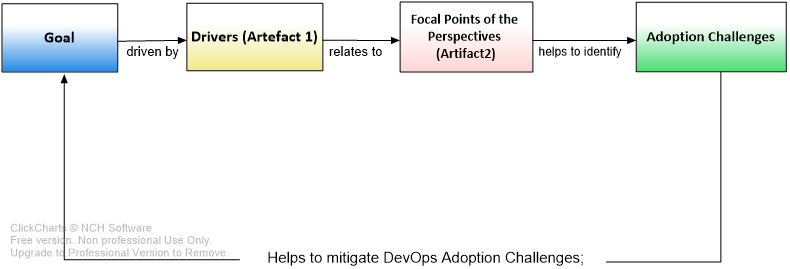 Goal
driven by
Drivers (Artefact 1)
relates to
Focal Points of the
Perspectives
(Artifact2)
helps to identify
Adoption Challenges
ClickCharts © NCH Software
Free version. Non professional Use Only.
Upgrade to Professional Version to Remove.
Helps to mitigate DevOps Adoption Challenges;